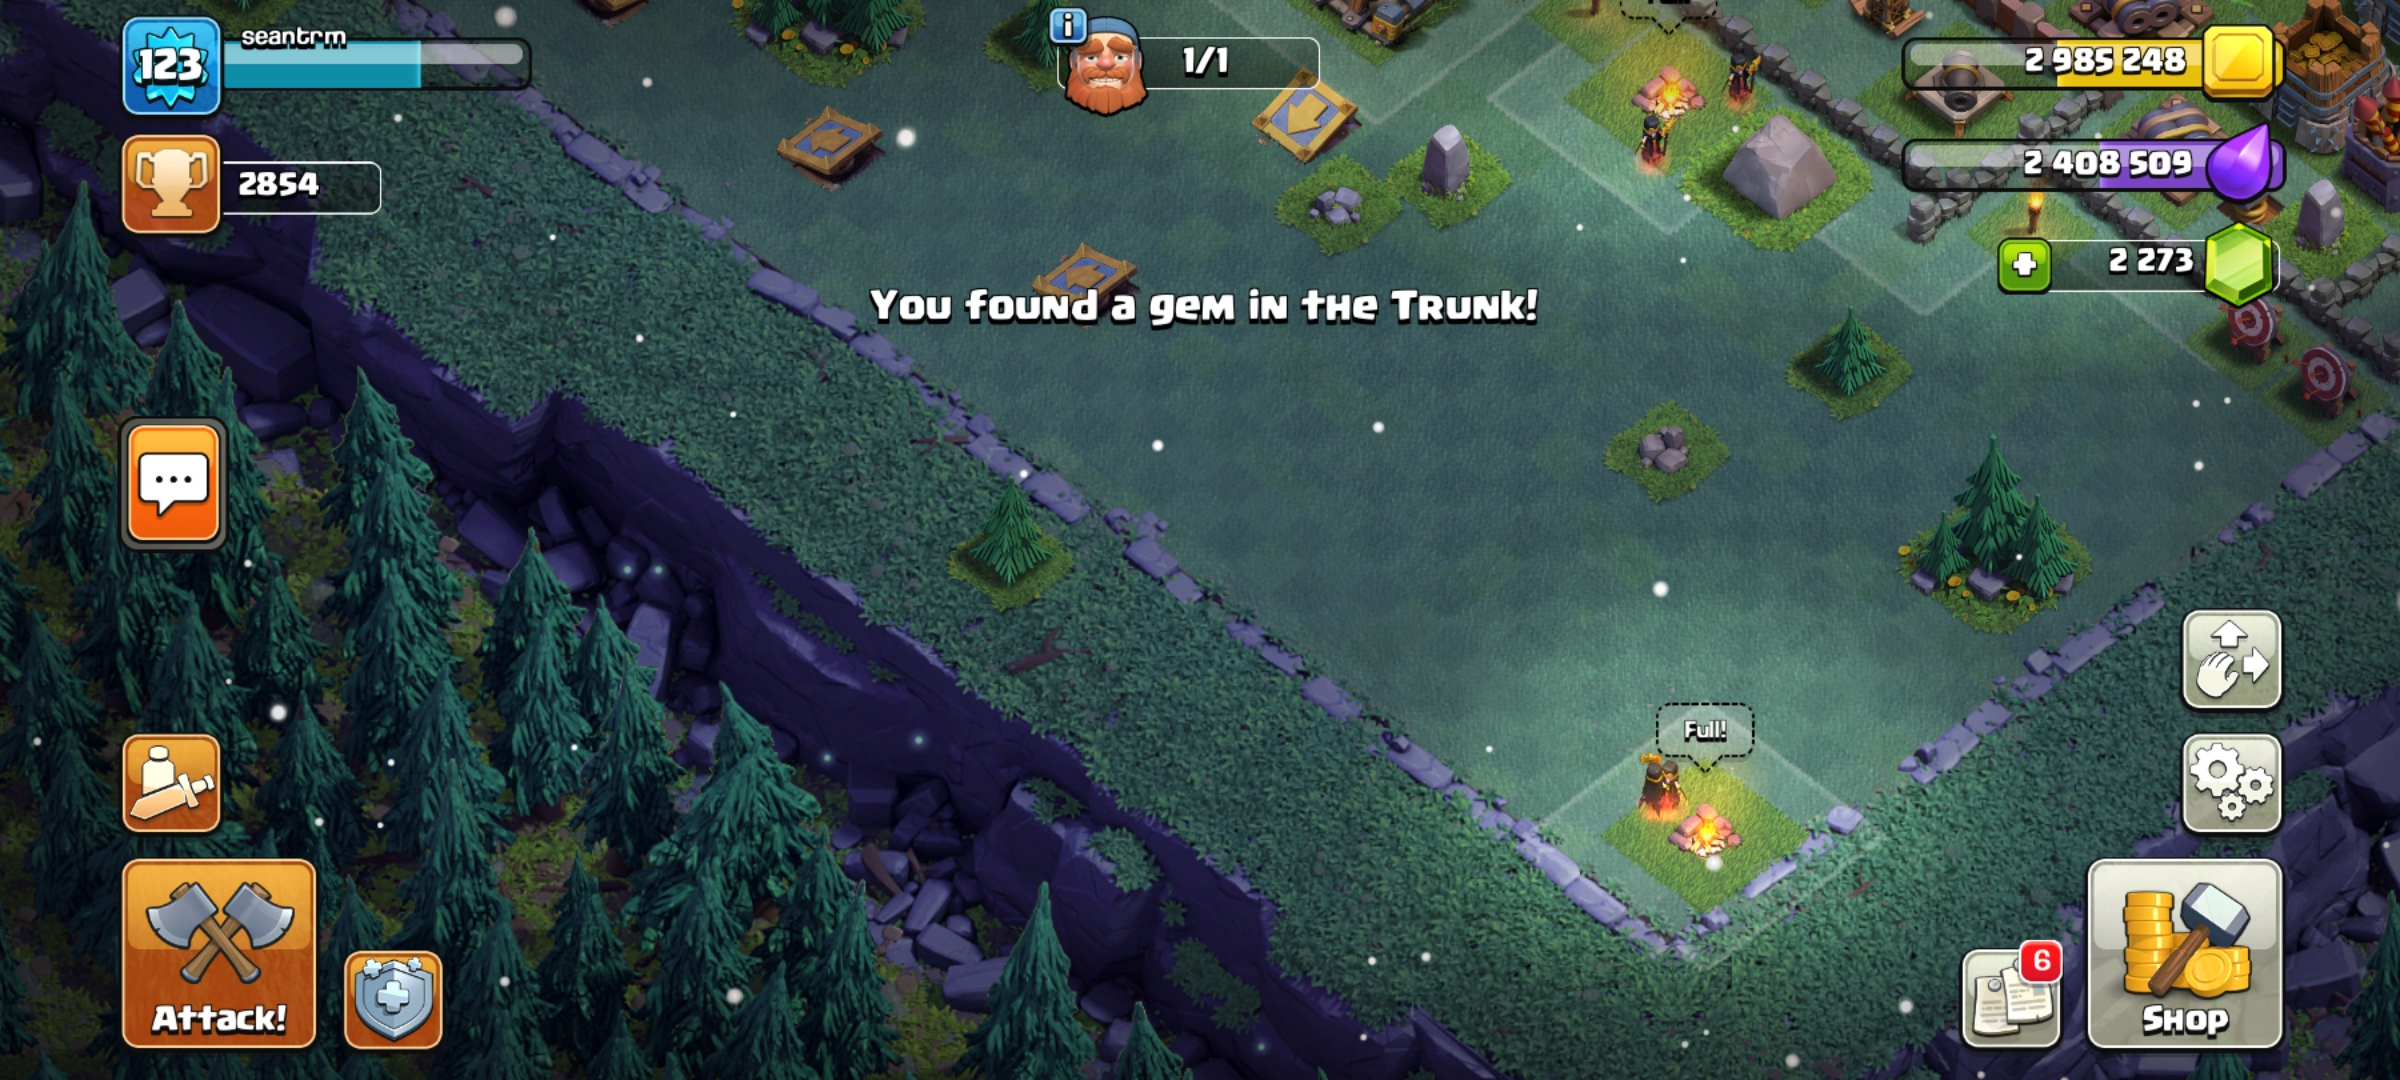 123
seantrm
1/1
2 985 248
2854
2 408 509
2 273
You found a gem in the Trunk!
Full!
Attack!
6
Shop